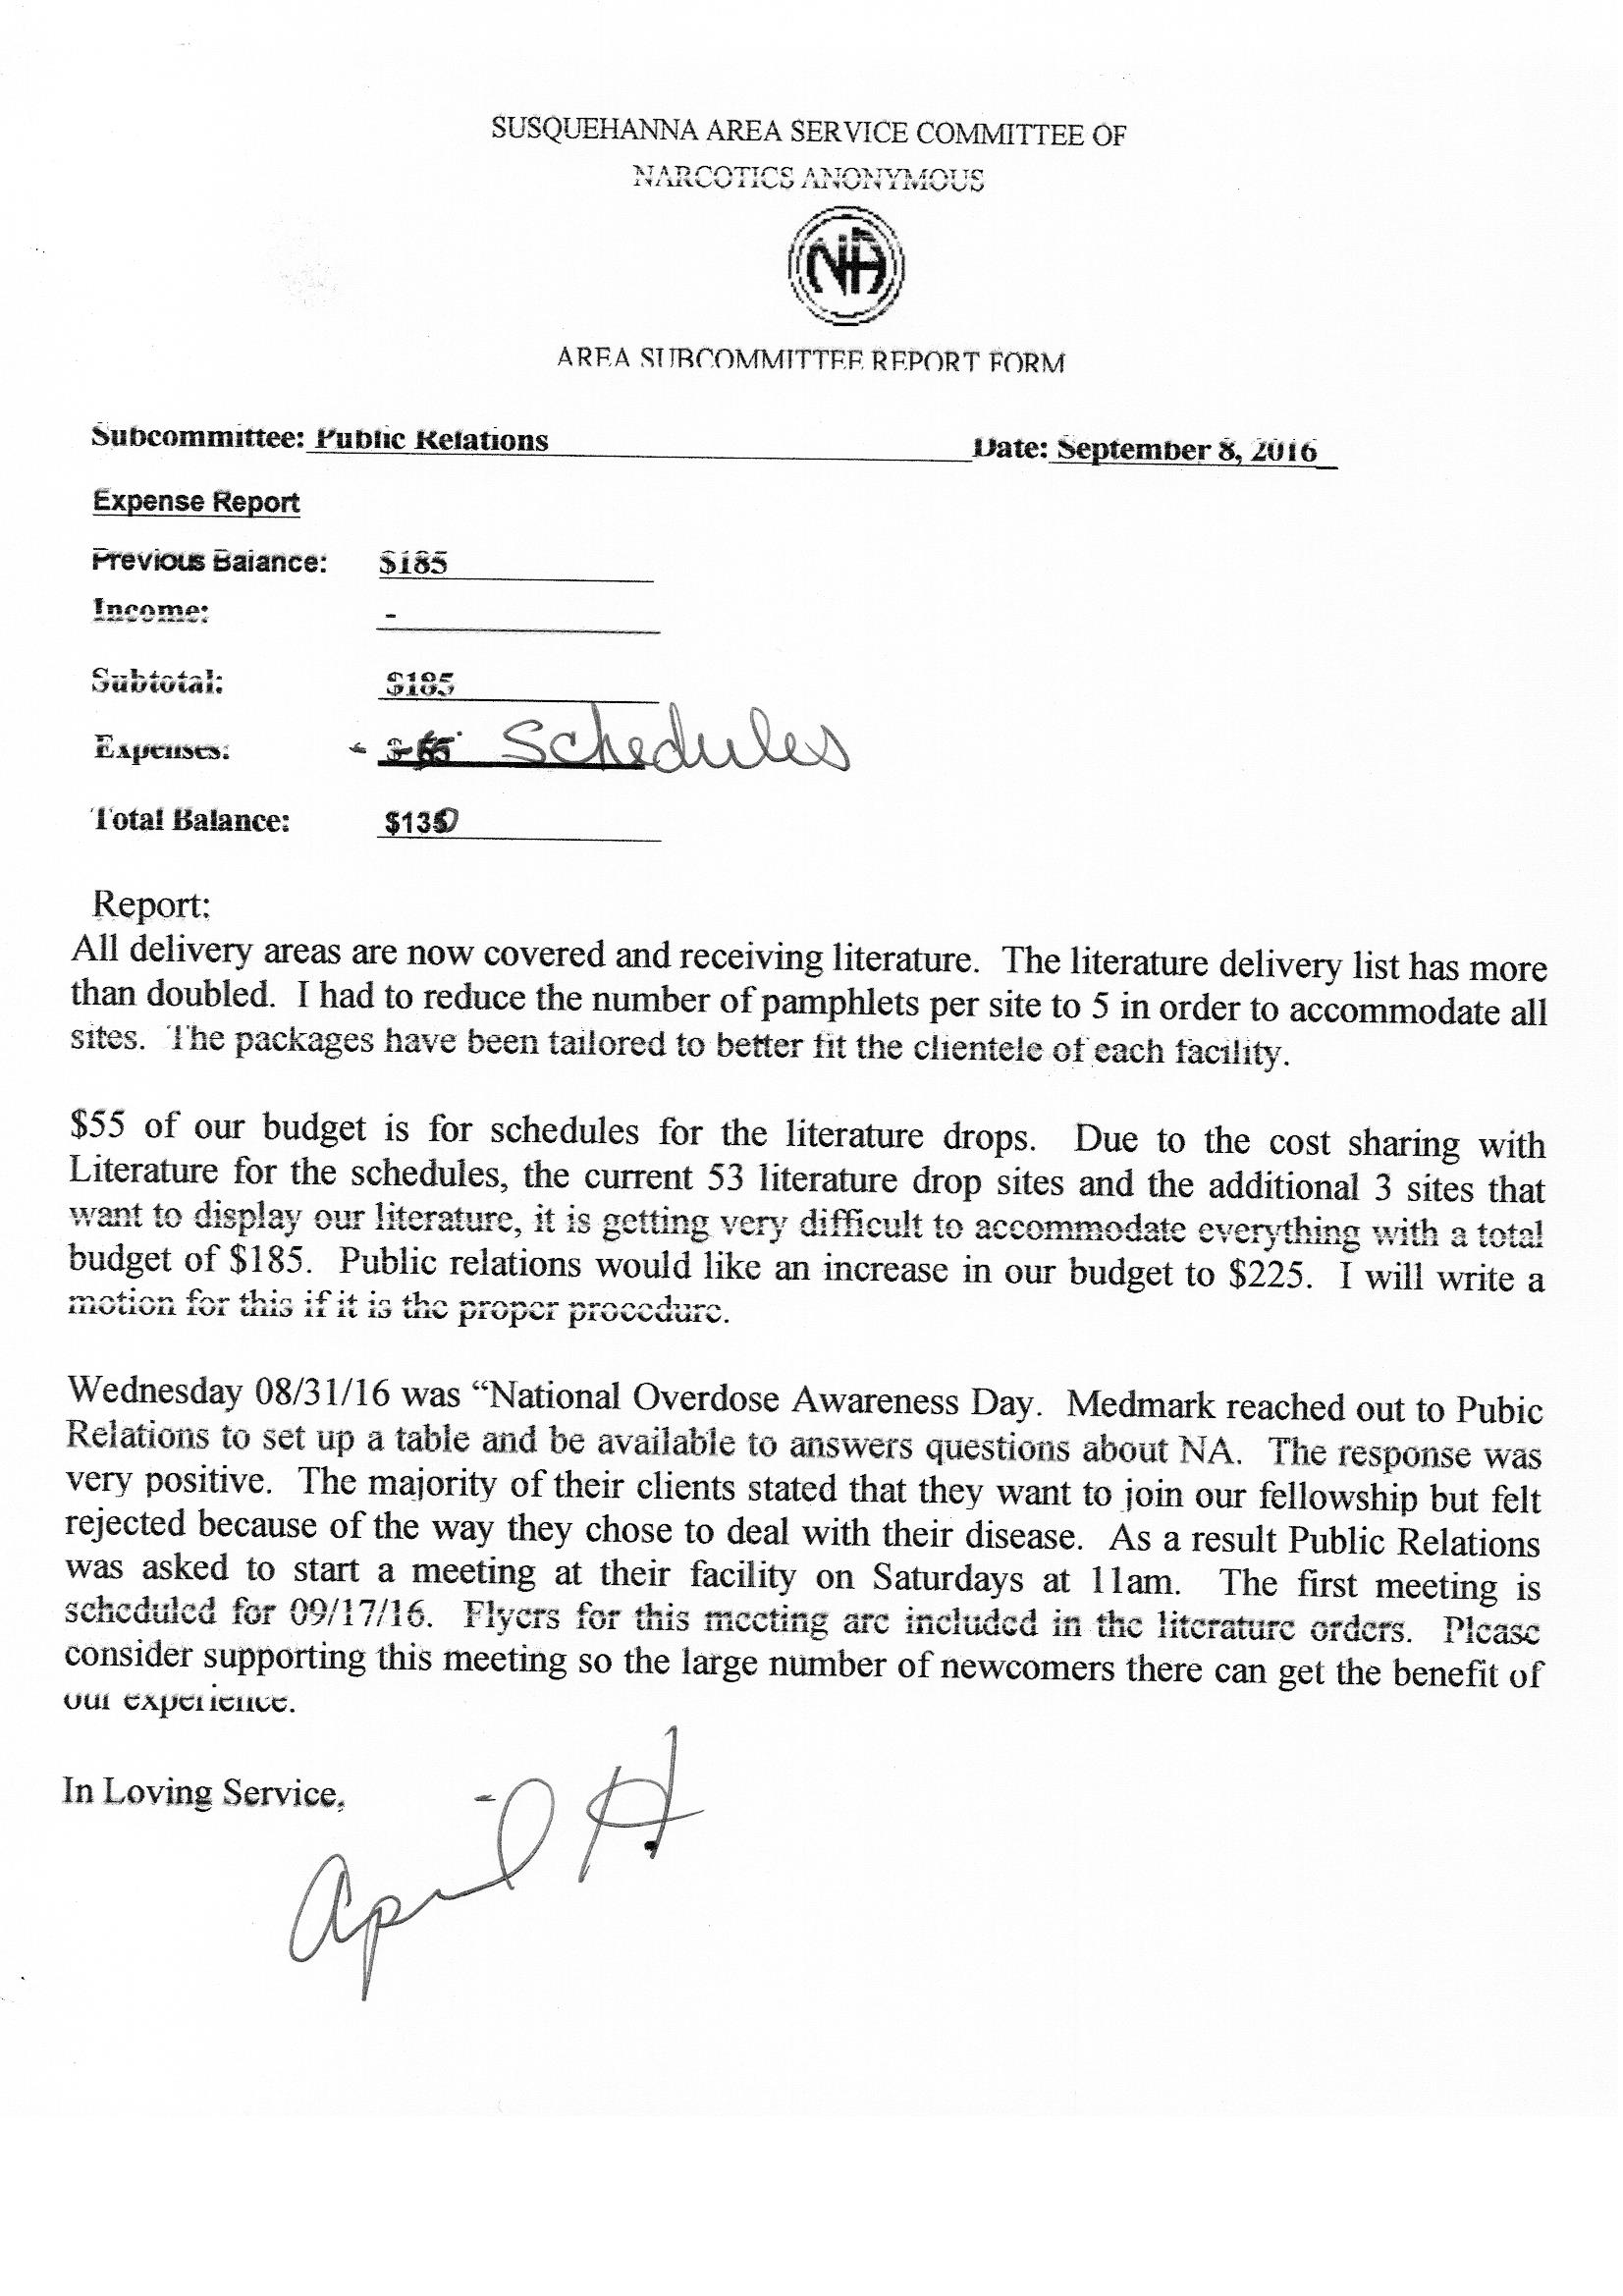 SUSQUEHANNA AREA SERVICE COMMITTEE OF
NARCOTICS ANONYMOUS
NA
AREA SUBCOMMITTEE REPORT FORM
Subcommittee: Public Relations Date: September 8, 2016
Expense Report
Previous Balance: $185
Income: -
Subtotal: $185
Expenses: - Schedules
Total Balance:
Report:
All delivery areas are now covered and receiving literature. The literature delivery list has more
than doubled. I had to reduce the number of pamphlets per site to 5 in order to accommodate all
sites. The packages have been tailored to better fit the clientele of each facility.
$55 of our budget is for schedules for the literature drops. Due to the cost sharing with
Literature for the schedules, the current 53 literature drop sites and the additional 3 sites that
want to display our literature, it is getting very difficult to accommodate everything with a total
budget of $185. Public relations would like an increase in our budget to $225. I will write a
motion for this if it is the proper procedure.
Wednesday 08/31/16 was “National Overdose Awareness Day. Medmark reached out to Pubic
Relations to set up a table and be available to answers questions about NA. The response was
very positive. The majority of their clients stated that they want to join our fellowship but felt
rejected because of the way they chose to deal with their disease. As a result Public Relations
was asked to start a meeting at their facility on Saturdays at 11am. The first meeting is
scheduled for 09/17/16. Flyers for this meeting are included in the literature orders. Please
consider supporting this meeting so the large number of newcomers there can get the benefit of
our experience.
In Loving Service,
April H